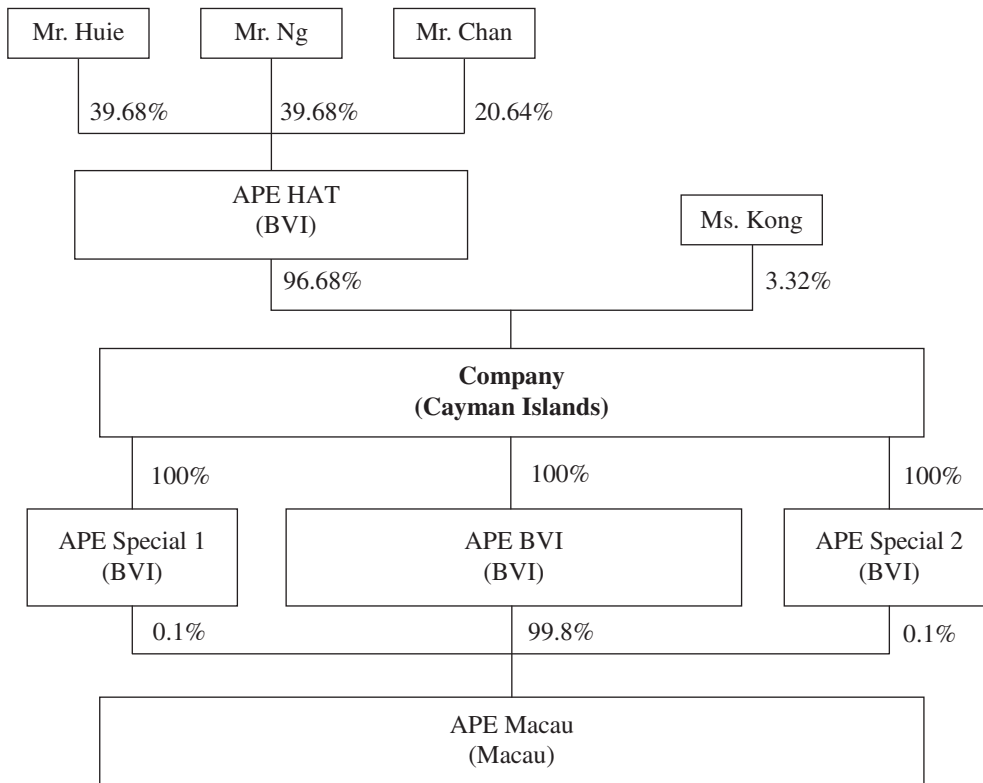 Mr. Huie
Mr. Ng
Mr. Chan
39.68%
39.68%
20.64%
APE HAT
(BVI)
Ms. Kong
96.68%
3.32%
Company
(Cayman Islands)
100%
100%
100%
APE Special 1
(BVI)
APE BVI
(BVI)
APE Special 2
(BVI)
0.1%
99.8%
0.1%
APE Macau
(Macau)